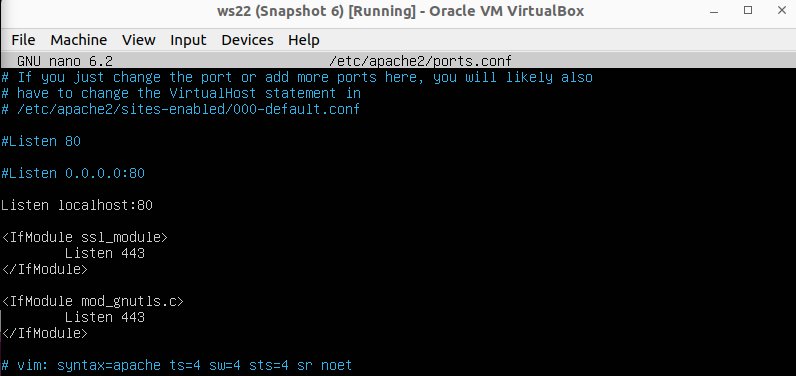 ws22 (Snapshot 6) [Running] - Oracle VM VirtualBox
File Machine View Input Devices Help
GNU nano 6.2 /etc/apache2/ports.conf
# If you just change the port or add more ports here, you will likely also
# have to change the VirtualHost statement in
# /etc/apache2/sites-enabled/000-default.conf
#Listen 80
#Listen 0.0.0.0:80
Listen localhost:80
<IfModule ssl_module>
Listen 443
</IfModule>
<IfModule mod_gnutls.c>
Listen 443
</IfModule>
# vim: syntax=apache ts=4 sw=4 sts=4 sr noet